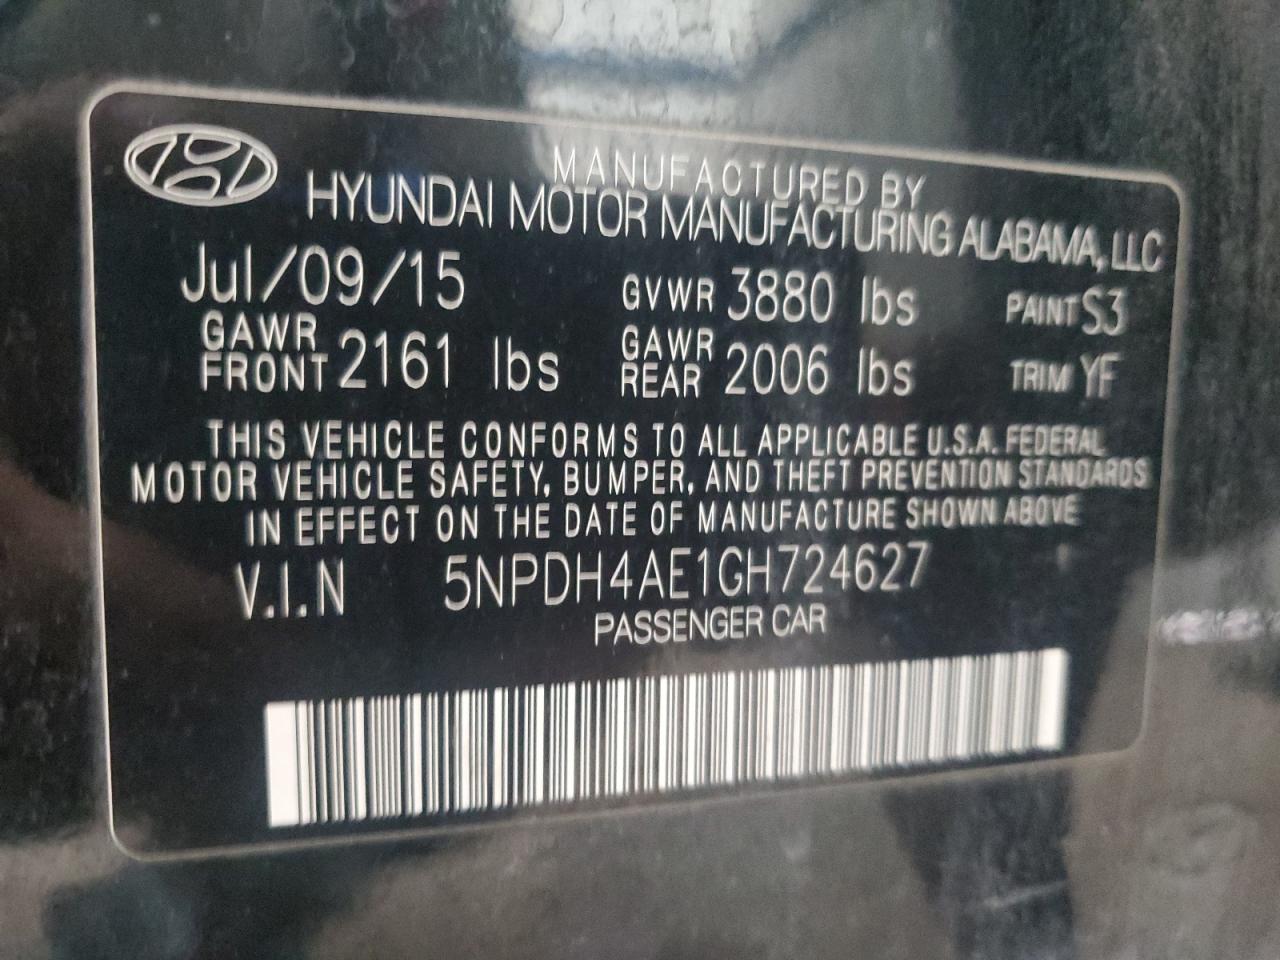 MANUFACTURED BY
HYUNDAI MOTOR MANUFACTURING ALABAMA, LLC
Jul/09/15 GVWR 3880 lbs PAINT S3
GAWR FRONT 2161 lbs GAWR REAR 2006 lbs TRIM YF
THIS VEHICLE CONFORMS TO ALL APPLICABLE U.S.A. FEDERAL
MOTOR VEHICLE SAFETY, BUMPER, AND THEFT PREVENTION STANDARDS
IN EFFECT ON THE DATE OF MANUFACTURE SHOWN ABOVE
V.I.N 5NPDH4AE1GH724627
PASSENGER CAR